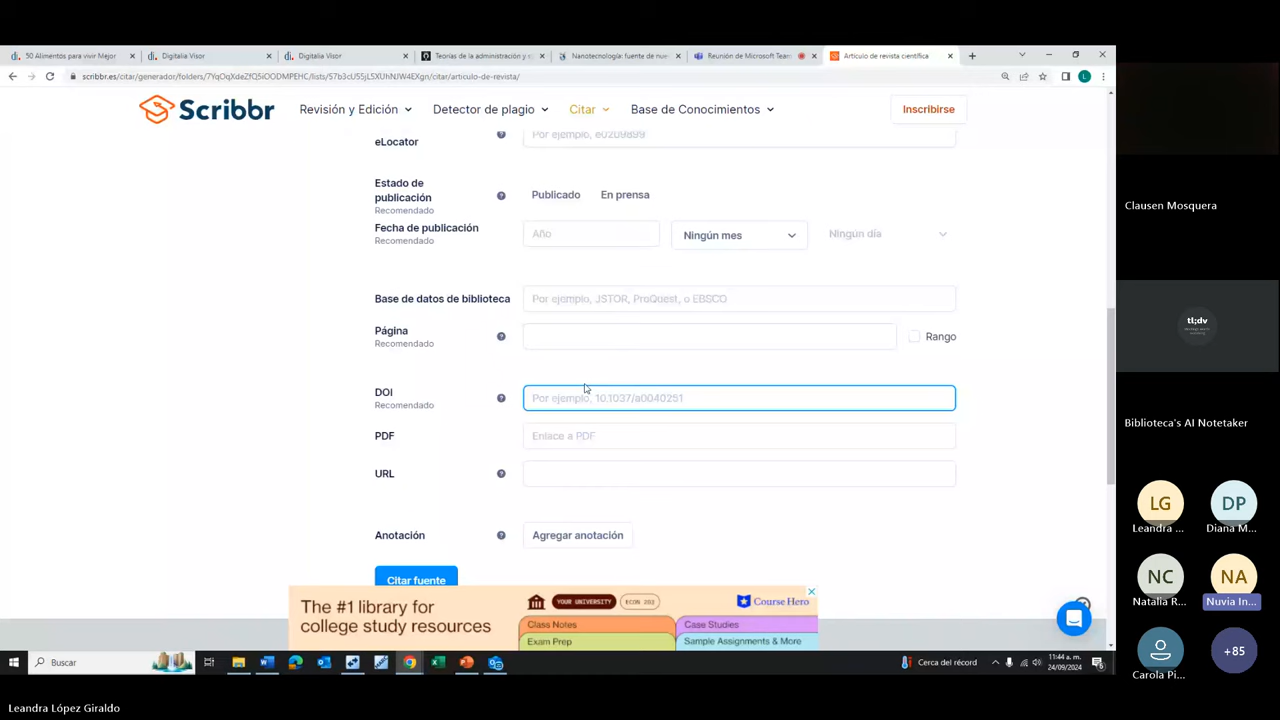 50 Alimentos para vivir Mejor
Digitalia Visor
Digitalia Visor
Teorías de la administración y
Nanotecnología: fuente de nue
Reunión de Microsoft Team
Artículo de revista científica
scribbr.es/citar/generador/folders/7YqOqXdeZfQ5iOODMPEHC/lists/57b3cU55jL5XUhNJW4EXgn/citar/articulo-de-revista/
Scribbr
Revisión y Edición
Detector de plagio
Citar
Base de Conocimientos
Inscribirse
eLocator
Por ejemplo, e0209899
Estado de
publicación
Recomendado
Publicado
En prensa
Fecha de publicación
Recomendado
Año
Ningún mes
Ningún día
Base de datos de biblioteca
Por ejemplo, JSTOR, ProQuest, o EBSCO
Página
Recomendado
Rango
DOI
Recomendado
Por ejemplo, 10.1037/a0040251
PDF
Enlace a PDF
URL
Anotación
Agregar anotación
Citar fuente
The #1 library for
college study resources
YOUR UNIVERSITY
ECON 202
Course Hero
Class Notes
Case Studies
Exam Prep
Sample Assignments & More
Buscar
Cerca del récord
11:44 a. m.
24/09/2024
Clausen Mosquera
tl;dv
Biblioteca's AI Notetaker
LG
Leandra ...
DP
Diana M...
NC
Natalia R...
NA
Nuvia In...
Carola Pi...
+85
Leandra López Giraldo